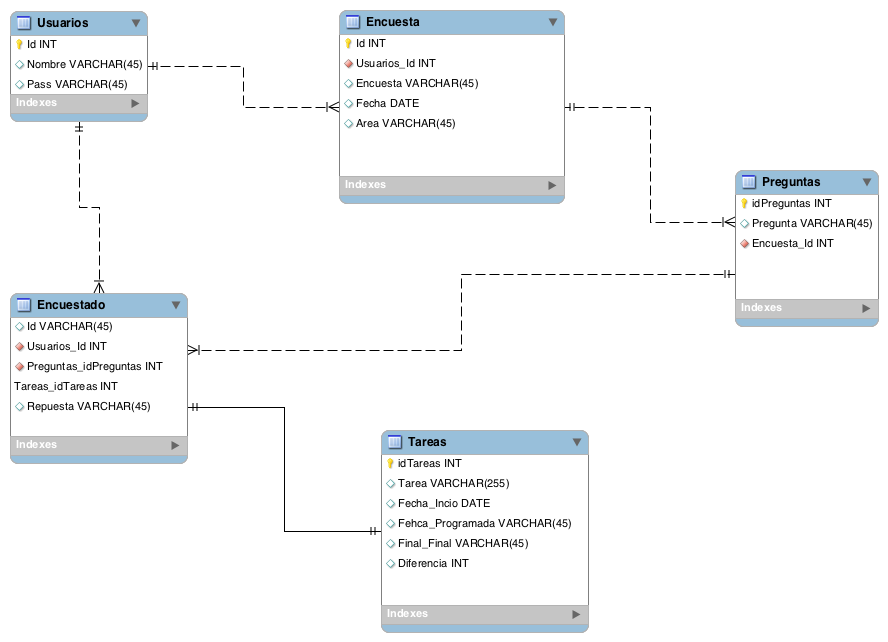 Usuarios
Id INT
Nombre VARCHAR(45)
Pass VARCHAR(45)
Indexes
Encuesta
Id INT
Usuarios_Id INT
Encuesta VARCHAR(45)
Fecha DATE
Area VARCHAR(45)
Indexes
Preguntas
idPreguntas INT
Pregunta VARCHAR(45)
Encuesta_Id INT
Indexes
Encuestado
Id VARCHAR(45)
Usuarios_Id INT
Preguntas_idPreguntas INT
Tareas_idTareas INT
Repuesta VARCHAR(45)
Indexes
Tareas
idTareas INT
Tarea VARCHAR(255)
Fecha_Incio DATE
Fehca_Programada VARCHAR(45)
Final_Final VARCHAR(45)
Diferencia INT
Indexes